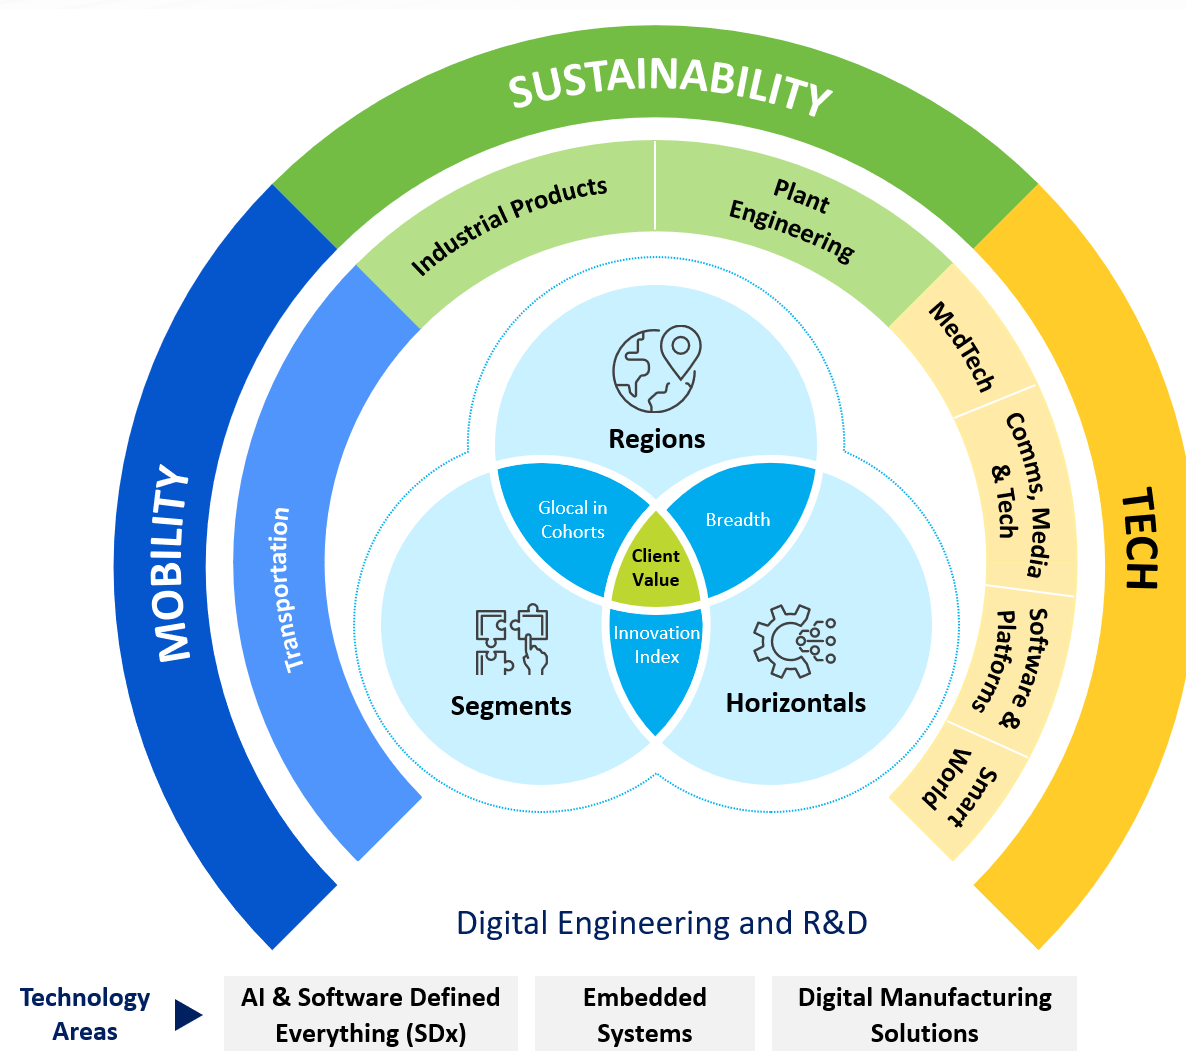 SUSTAINABILITY
MOBILITY
TECH
Industrial Products
Plant
Engineering
Transportation
MedTech
Comms, Media
& Tech
Software &
Platforms
Smart
World
Regions
Glocal in
Cohorts
Breadth
Client
Value
Innovation
Index
Segments
Horizontals
Digital Engineering and R&D
Technology
Areas
AI & Software Defined
Everything (SDx)
Embedded
Systems
Digital Manufacturing
Solutions